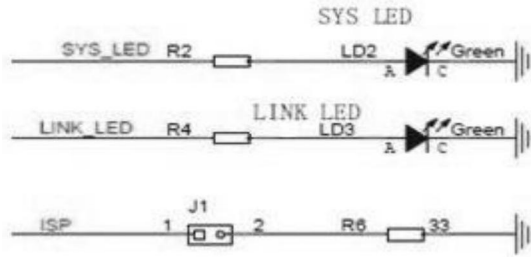 SYS LED
SYS_LED R2 LD2 Green
A C
LINK LED
LINK_LED R4 LD3 Green
A C
J1
ISP 1 2 R6 33